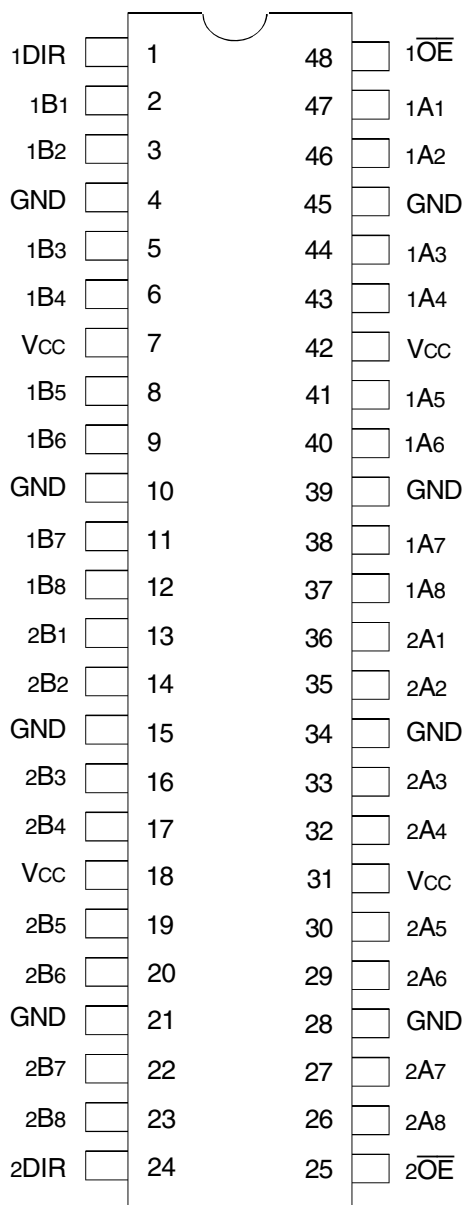 1DIR 1 48 1O̅E̅
1B1 2 47 1A1
1B2 3 46 1A2
GND 4 45 GND
1B3 5 44 1A3
1B4 6 43 1A4
VCC 7 42 VCC
1B5 8 41 1A5
1B6 9 40 1A6
GND 10 39 GND
1B7 11 38 1A7
1B8 12 37 1A8
2B1 13 36 2A1
2B2 14 35 2A2
GND 15 34 GND
2B3 16 33 2A3
2B4 17 32 2A4
VCC 18 31 VCC
2B5 19 30 2A5
2B6 20 29 2A6
GND 21 28 GND
2B7 22 27 2A7
2B8 23 26 2A8
2DIR 24 25 2O̅E̅